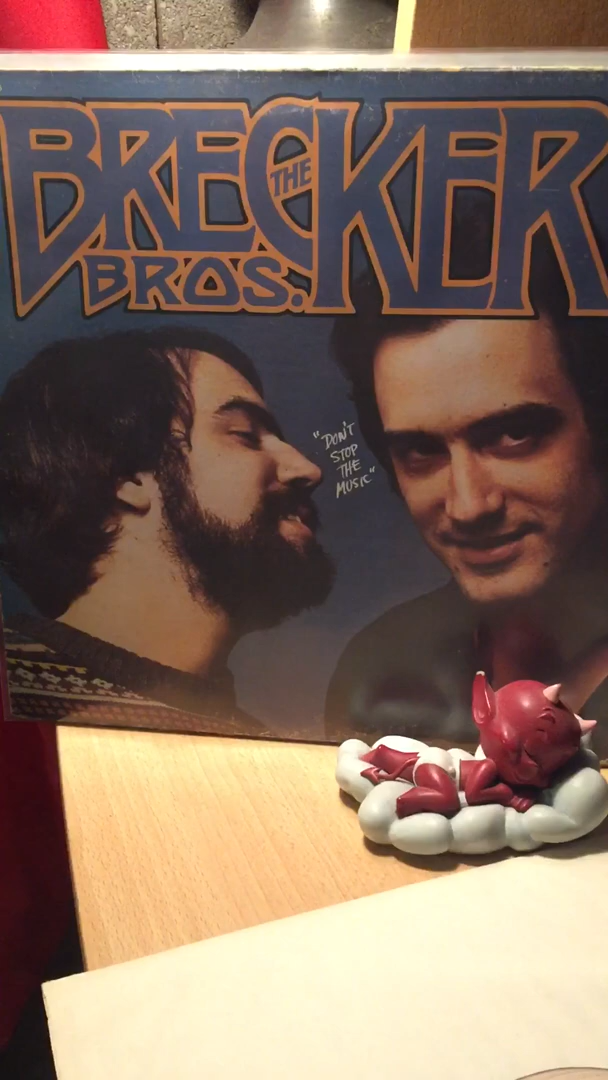 THE
BRECKER
BROS.
"DON'T
STOP
THE
MUSIC"